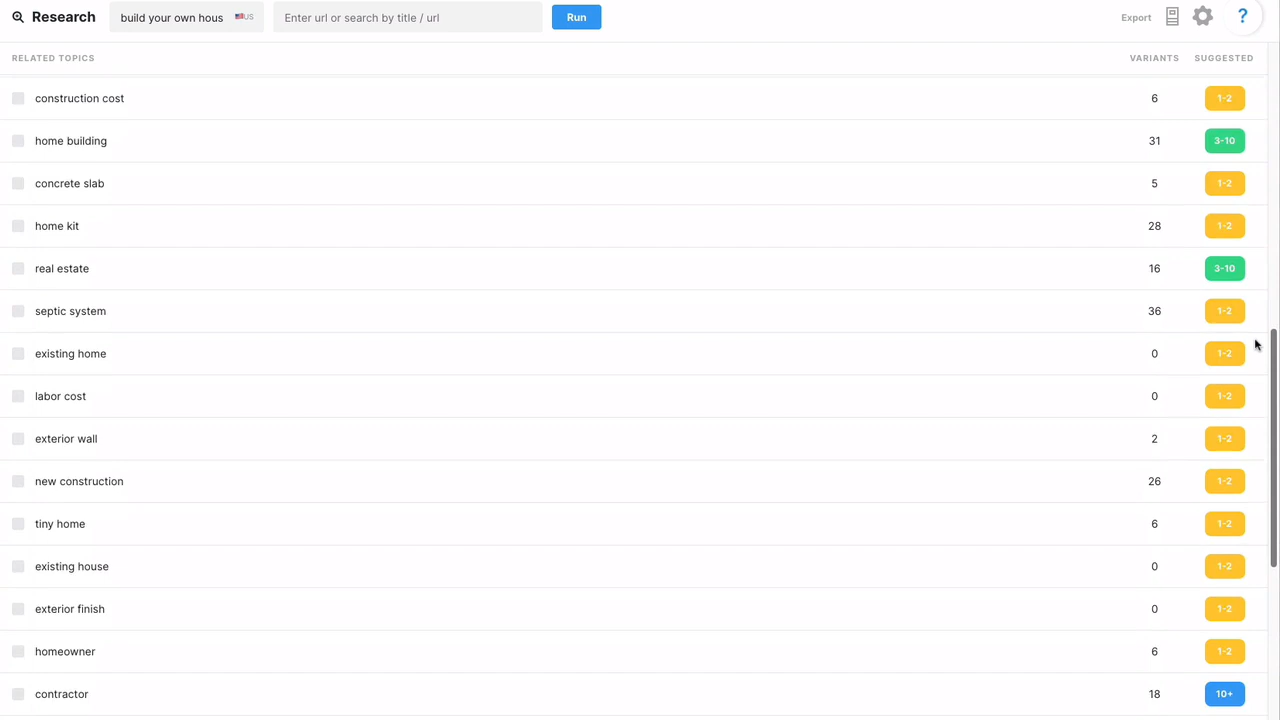 Research build your own hous US Enter url or search by title / url Run Export ?
RELATED TOPICS VARIANTS SUGGESTED
construction cost 6 1-2
home building 31 3-10
concrete slab 5 1-2
home kit 28 1-2
real estate 16 3-10
septic system 36 1-2
existing home 0 1-2
labor cost 0 1-2
exterior wall 2 1-2
new construction 26 1-2
tiny home 6 1-2
existing house 0 1-2
exterior finish 0 1-2
homeowner 6 1-2
contractor 18 10+